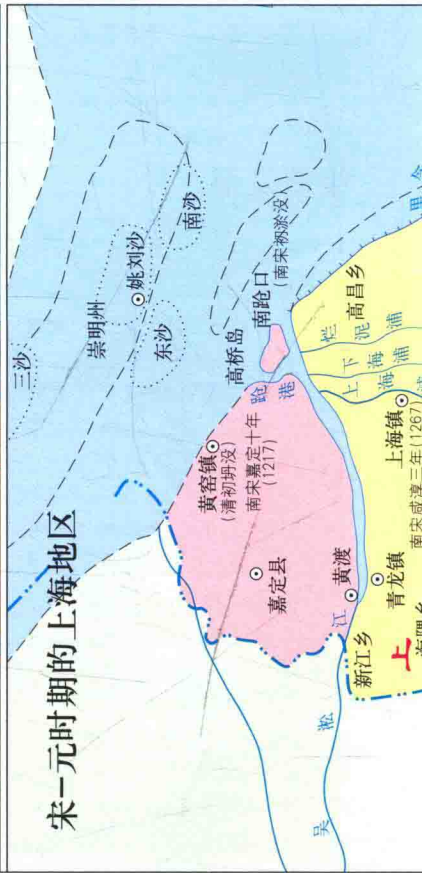 宋—元时期的上海地区
三沙
崇明州
姚刘沙
东沙
南沙
高桥岛
南跄口
(南宋初淤没)
跄港
黄窑镇
(清初坍没)
南宋嘉定十年
(1217)
嘉定县
黄渡
吴淞江
新江乡
青龙镇
上海镇
南宋咸淳三年
(1267)
上海浦
下海浦
烂泥浦
高昌乡
上
海隅乡